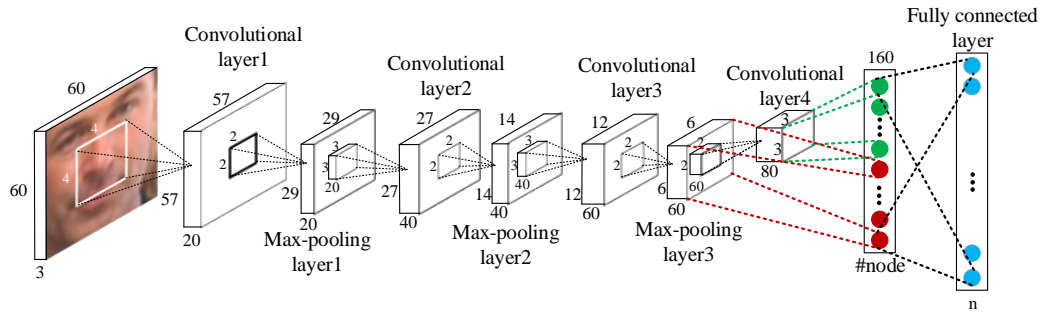 60
4
4
60
3
Convolutional
layer1
57
2
2
57
20
29
3
3
20
29
20
Max-pooling
layer1
Convolutional
layer2
27
2
2
27
40
14
3
3
40
14
40
Max-pooling
layer2
Convolutional
layer3
12
2
2
12
60
6
2
2
60
6
60
Max-pooling
layer3
Convolutional
layer4
3
3
80
160
#node
Fully connected
layer
n